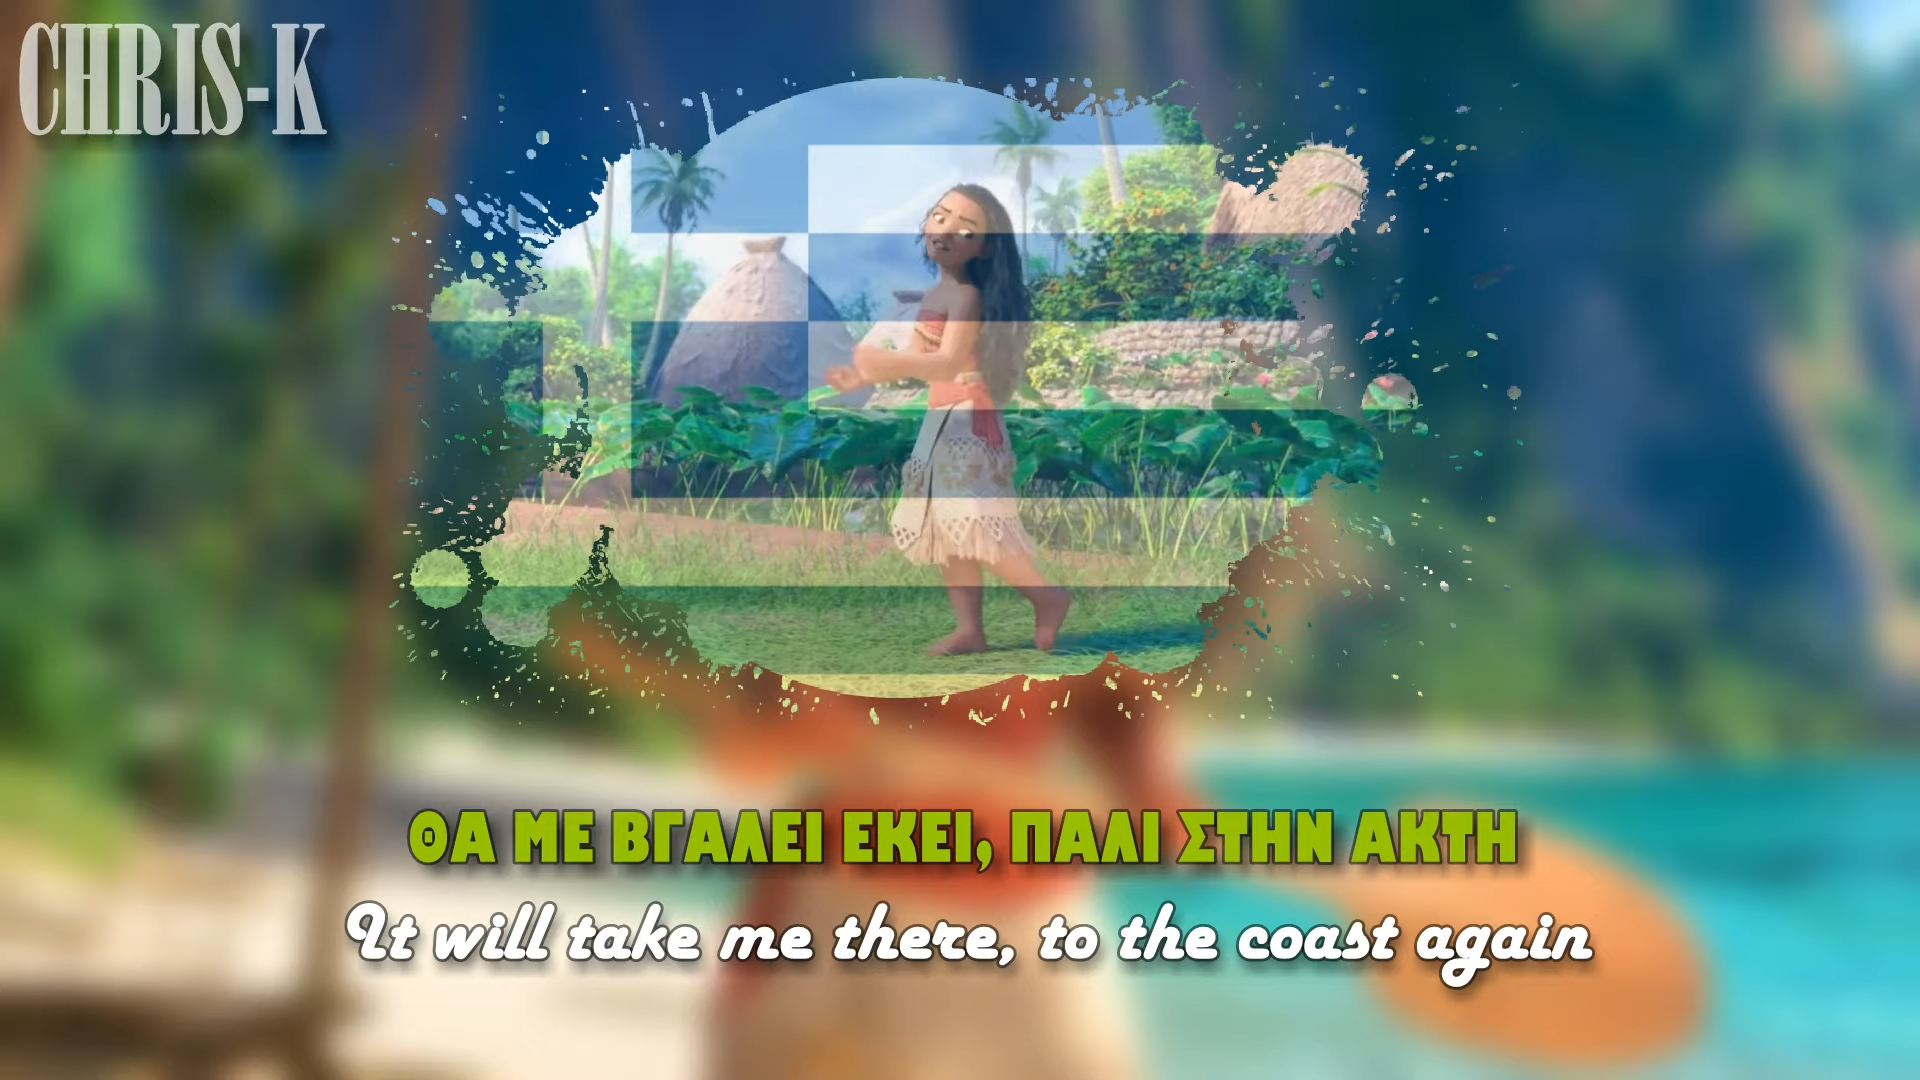 CHRIS-K
ΘΑ ΜΕ ΒΓΑΛΕΙ ΕΚΕΙ, ΠΑΛΙ ΣΤΗΝ ΑΚΤΗ
It will take me there, to the coast again